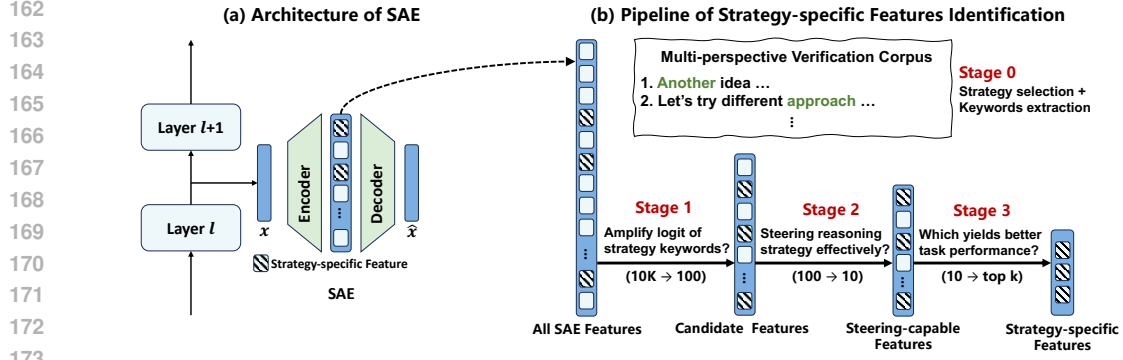 162
163
164
165
166
167
168
169
170
171
172
173
(a) Architecture of SAE
Layer l+1
Layer l
x
Encoder
...
Decoder
x̂
Strategy-specific Feature
SAE
(b) Pipeline of Strategy-specific Features Identification
Multi-perspective Verification Corpus
1. Another idea ...
2. Let's try different approach ...
⋮
Stage 0
Strategy selection +
Keywords extraction
Stage 1
Amplify logit of
strategy keywords?
(10K → 100)
Stage 2
Steering reasoning
strategy effectively?
(100 → 10)
Stage 3
Which yields better
task performance?
(10 → top k)
...
...
...
All SAE Features
Candidate Features
Steering-capable
Features
Strategy-specific
Features